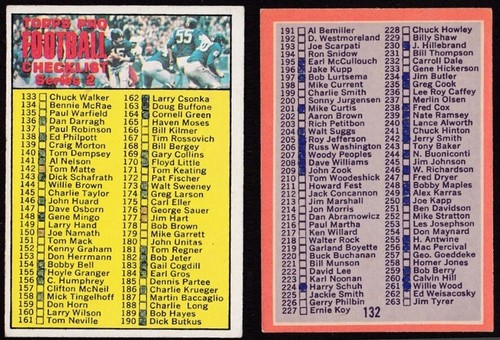 TOPPS PRO
FOOTBALL
CHECKLIST
Series 2
133 Chuck Walker
134 Bennie McRae
135 Paul Warfield
136 Dan Darragh
137 Paul Robinson
138 Ed Philpott
139 Craig Morton
140 Tom Dempsey
141 Al Nelson
142 Tom Matte
143 Dick Schafrath
144 Willie Brown
145 Charlie Taylor
146 John Huard
147 Dave Osborn
148 Gene Mingo
149 Larry Hand
150 Joe Namath
151 Tom Mack
152 Kenny Graham
153 Don Herrmann
154 Bobby Bell
155 Hoyle Granger
156 C. Humphrey
157 Clifton McNeil
158 Mick Tingelhoff
159 Don Horn
160 Larry Wilson
161 Tom Neville
162 Larry Csonka
163 Doug Buffone
164 Cornell Green
165 Haven Moses
166 Bill Kilmer
167 Tim Rossovich
168 Bill Bergey
169 Gary Collins
170 Floyd Little
171 Tom Keating
172 Pat Fischer
173 Walt Sweeney
174 Greg Larson
175 Carl Eller
176 George Sauer
177 Jim Hart
178 Bob Brown
179 Mike Garrett
180 John Unitas
181 Tom Regner
182 Bob Jeter
183 Gail Cogdill
184 Earl Gros
185 Dennis Partee
186 Charlie Krueger
187 Martin Baccaglio
188 Charlie Long
189 Bob Hayes
190 Dick Butkus
191 Al Bemiller
192 D. Westmoreland
193 Joe Scarpati
194 Ron Snidow
195 Earl McCullouch
196 Jake Kupp
197 Bob Lurtsema
198 Mike Current
199 Charlie Smith
200 Sonny Jurgensen
201 Mike Curtis
202 Aaron Brown
203 Rich Petitbon
204 Walt Suggs
205 Roy Jefferson
206 Russ Washington
207 Woody Peoples
208 Dave Williams
209 John Zook
210 Tom Woodeshick
211 Howard Fest
212 Jack Concannon
213 Jim Marshall
214 Jon Morris
215 Dan Abramowicz
216 Paul Martha
217 Ken Willard
218 Walter Rock
219 Garland Boyette
220 Buck Buchanan
221 Bill Munson
222 David Lee
223 Karl Noonan
224 Harry Schuh
225 Jackie Smith
226 Gerry Philbin
227 Ernie Koy
228 Chuck Howley
229 Billy Shaw
230 J. Hillebrand
231 Bill Thompson
232 Carroll Dale
233 Gene Hickerson
234 Jim Butler
235 Greg Cook
236 Lee Roy Caffey
237 Merlin Olsen
238 Fred Cox
239 Nate Ramsey
240 Lance Alworth
241 Chuck Hinton
242 Jerry Smith
243 Tony Baker
244 N. Buoniconti
245 Jim Johnson
246 W. Richardson
247 Fred Dryer
248 Bobby Maples
249 Alex Karras
250 Joe Kapp
251 Ben Davidson
252 Mike Stratton
253 Les Josephson
254 Don Maynard
255 H. Antwine
256 Mac Percival
257 Geo. Goedeke
258 Homer Jones
259 Bob Berry
260 Calvin Hill
261 Willie Wood
262 Ed Weisacosky
263 Jim Tyrer
132